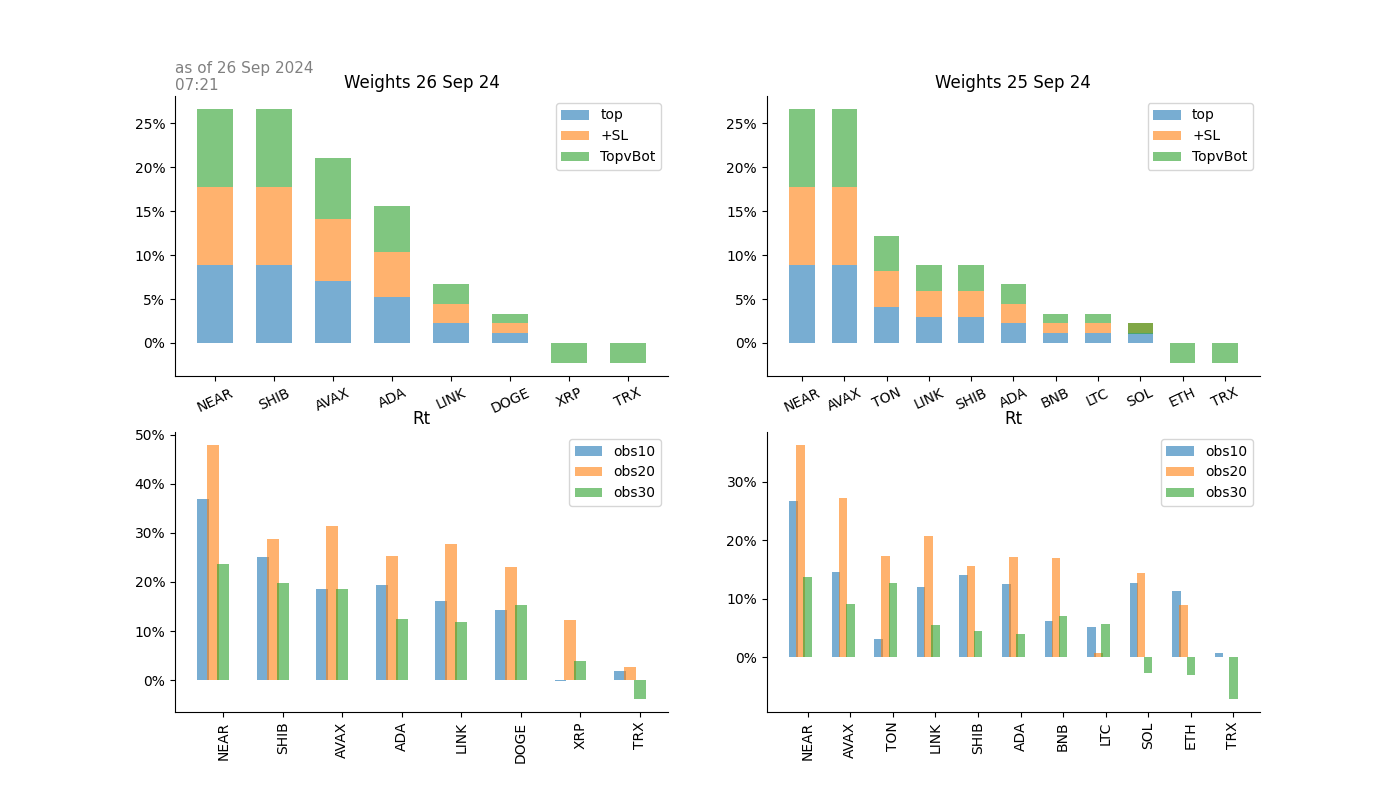 as of 26 Sep 2024
07:21
Weights 26 Sep 24
25%
20%
15%
10%
5%
0%
top
+SL
TopvBot
NEAR SHIB AVAX ADA LINK DOGE XRP TRX
Weights 25 Sep 24
25%
20%
15%
10%
5%
0%
top
+SL
TopvBot
NEAR AVAX TON LINK SHIB ADA BNB LTC SOL ETH TRX
Rt
50%
40%
30%
20%
10%
0%
obs10
obs20
obs30
NEAR SHIB AVAX ADA LINK DOGE XRP TRX
Rt
30%
20%
10%
0%
obs10
obs20
obs30
NEAR AVAX TON LINK SHIB ADA BNB LTC SOL ETH TRX